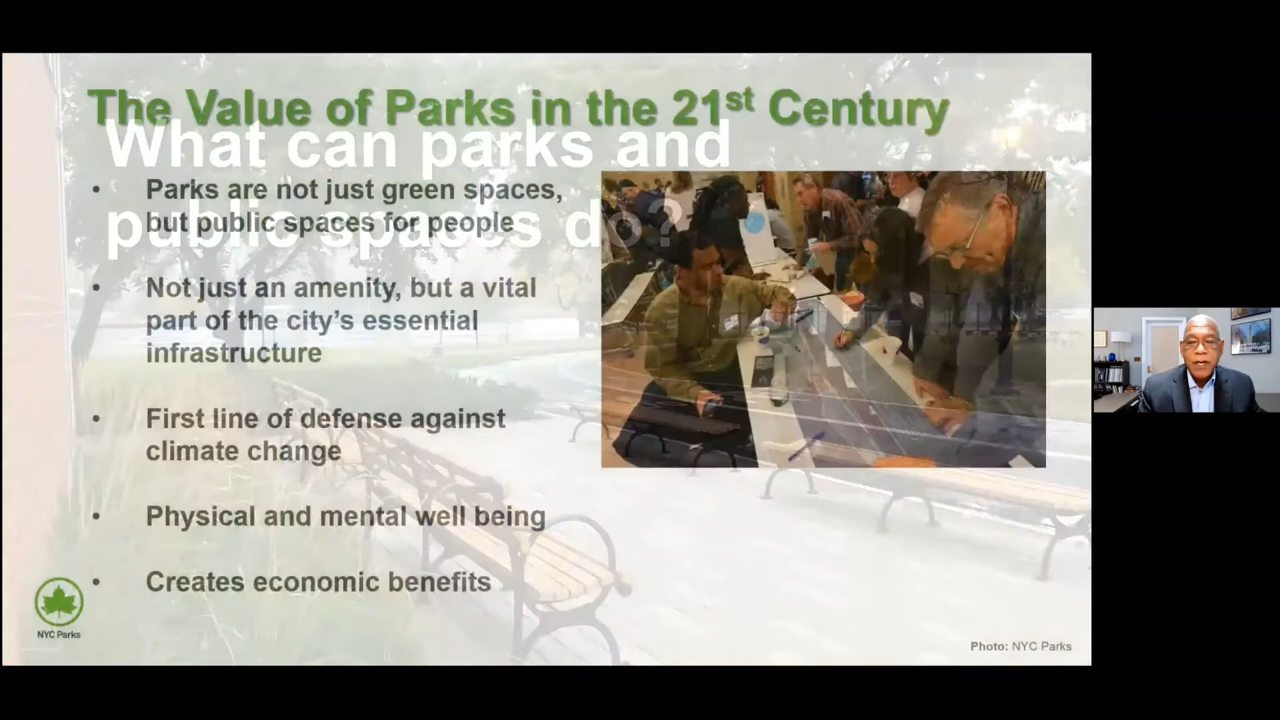 The Value of Parks in the 21st Century
What can parks and
public spaces do?
• Parks are not just green spaces,
but public spaces for people
• Not just an amenity, but a vital
part of the city’s essential
infrastructure
• First line of defense against
climate change
• Physical and mental well being
• Creates economic benefits
NYC Parks
Photo: NYC Parks